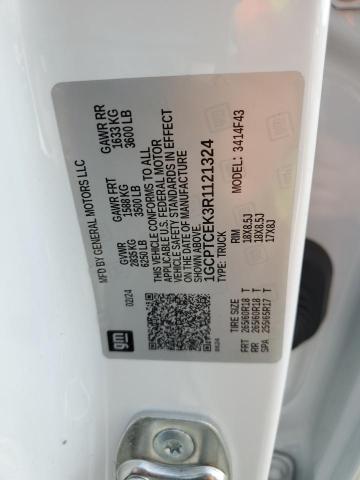 MFD BY GENERAL MOTORS LLC
02/24
GVWR
2835 KG
6250 LB
GAWR FRT
1588 KG
3500 LB
GAWR RR
1633 KG
3600 LB
THIS VEHICLE CONFORMS TO ALL
APPLICABLE U.S. FEDERAL MOTOR
VEHICLE SAFETY STANDARDS IN EFFECT
ON THE DATE OF MANUFACTURE
SHOWN ABOVE.
1GCPTCEK3R1121324
TYPE: TRUCK
MODEL: 3414F43
TIRE SIZE
RIM
FRT 265/60R18 T 18X8.5J
RR 265/60R18 T 18X8.5J
SPA 255/65R17 T 17X8J
gm